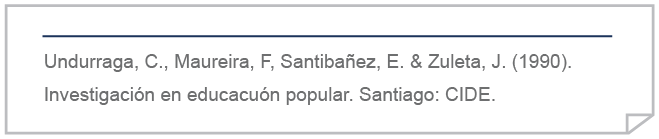 Undurraga, C., Maureira, F, Santibañez, E. & Zuleta, J. (1990).
Investigación en educacuón popular. Santiago: CIDE.